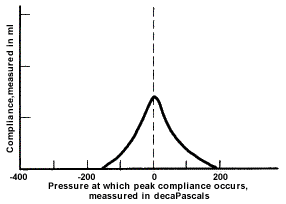 Compliance,measured in ml
-400
-200
0
200
Pressure at which peak compliance occurs,
meassured in decaPascals